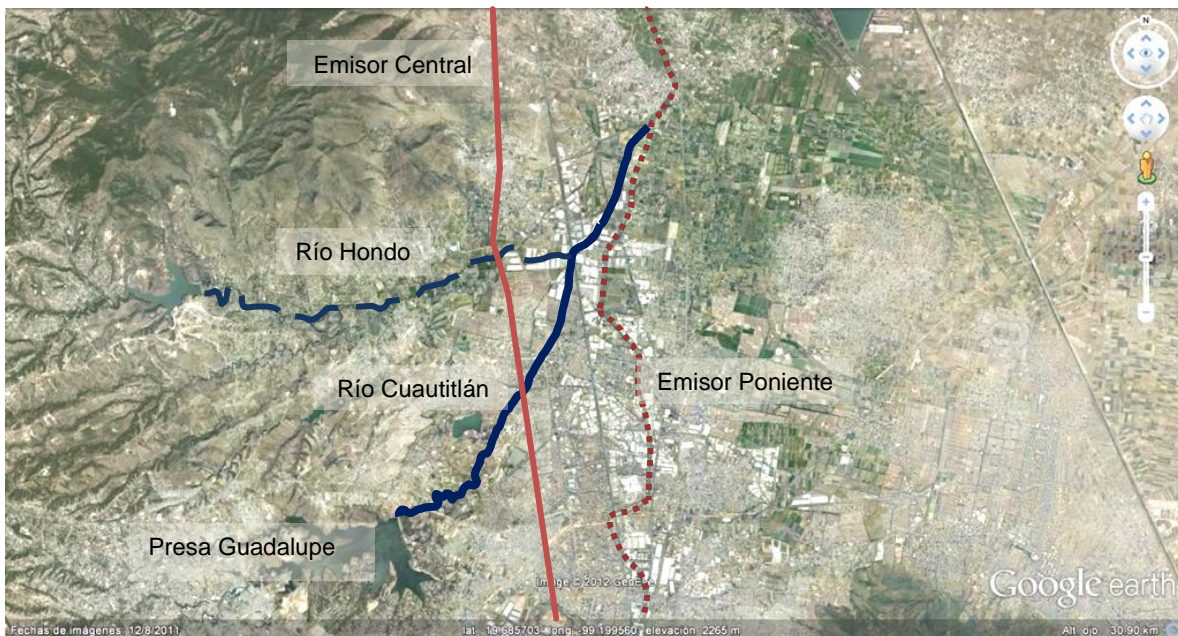 N
Emisor Central
Río Hondo
Río Cuautitlán
Emisor Poniente
Presa Guadalupe
Image © 2012 GeoEye
Google earth
Fechas de imágenes: 12/8/2011 lat 19.685703 long -99.199560 elevación 2265 m Alt. ojo 30.90 km